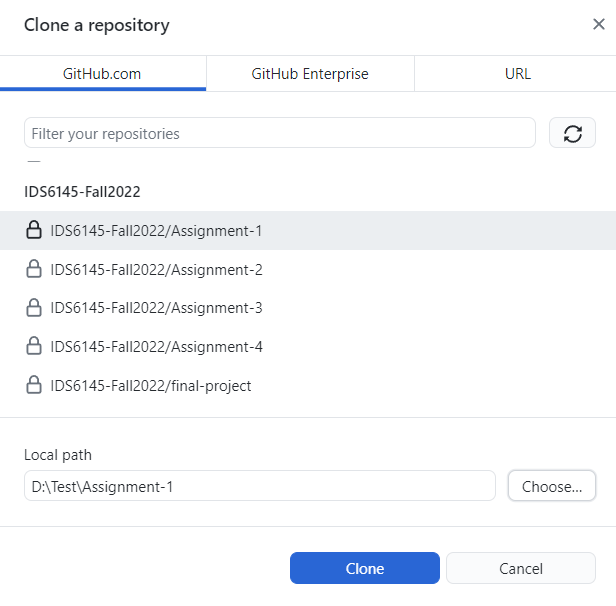 Clone a repository
GitHub.com GitHub Enterprise URL
Filter your repositories
IDS6145-Fall2022
IDS6145-Fall2022/Assignment-1
IDS6145-Fall2022/Assignment-2
IDS6145-Fall2022/Assignment-3
IDS6145-Fall2022/Assignment-4
IDS6145-Fall2022/final-project
Local path
D:\Test\Assignment-1 Choose...
Clone Cancel